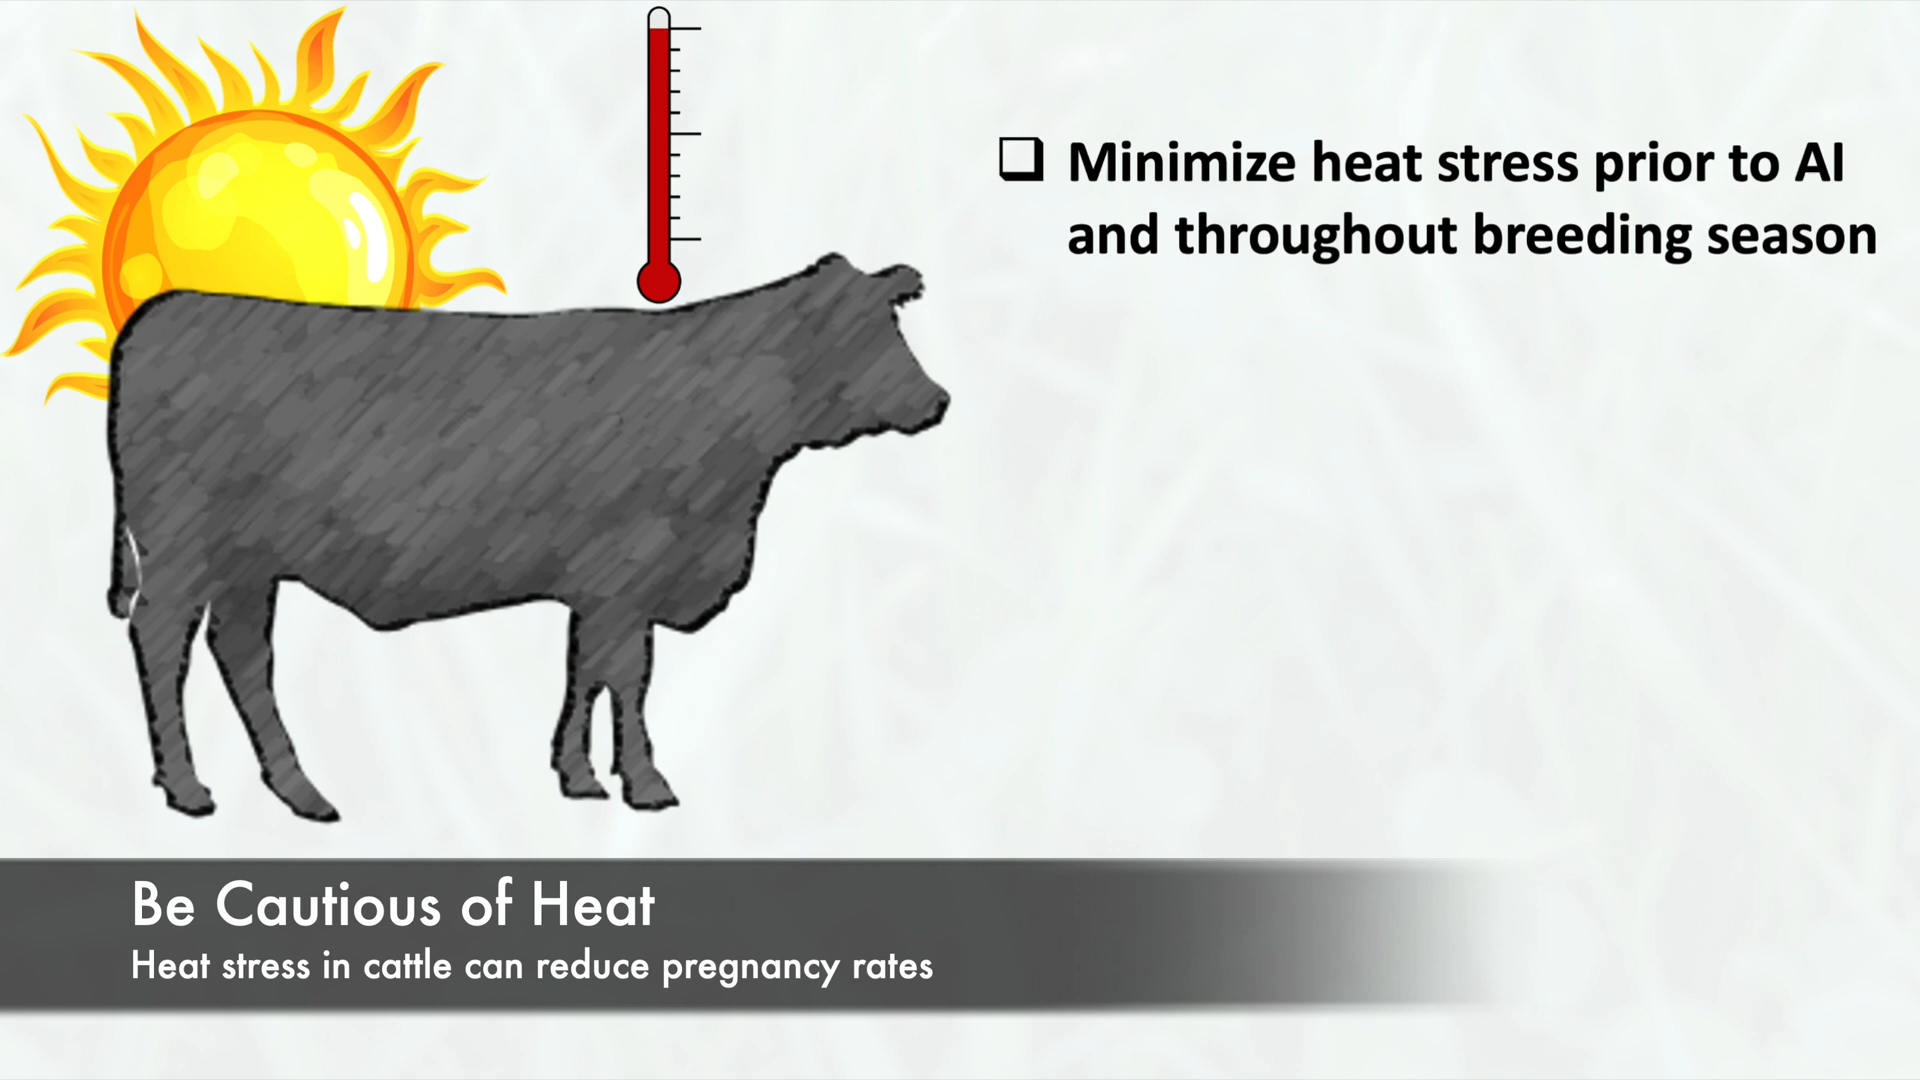 Minimize heat stress prior to AI
and throughout breeding season
Be Cautious of Heat
Heat stress in cattle can reduce pregnancy rates